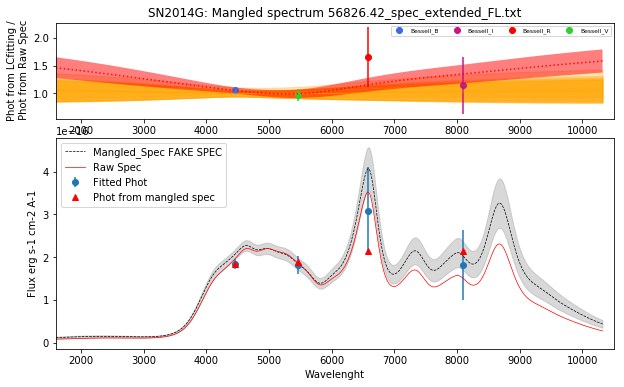 SN2014G: Mangled spectrum 56826.42_spec_extended_FL.txt
Phot from LCfitting /
Phot from Raw Spec
2.0
1.5
1.0
Bessell_B
Bessell_I
Bessell_R
Bessell_V
2000 3000 4000 5000 6000 7000 8000 9000 10000
1e−16
Flux erg s-1 cm-2 A-1
4
3
2
1
0
Mangled_Spec FAKE SPEC
Raw Spec
Fitted Phot
Phot from mangled spec
2000 3000 4000 5000 6000 7000 8000 9000 10000
Wavelenght